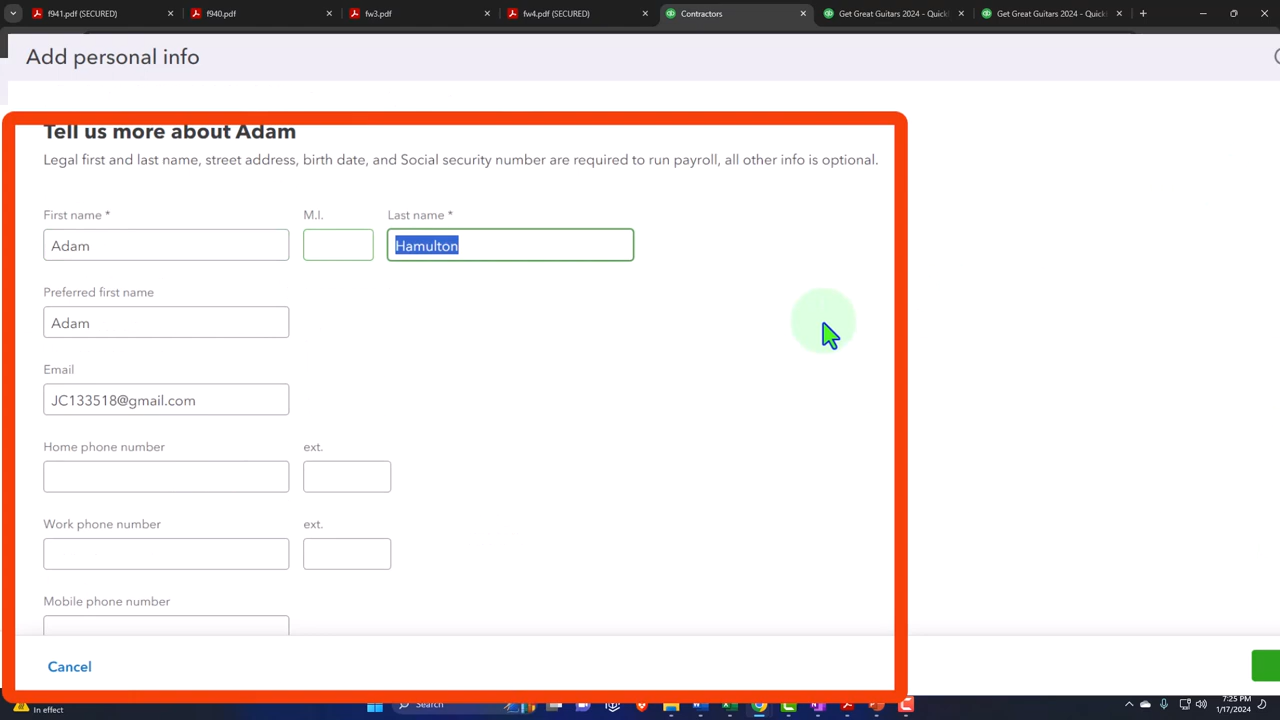 f941.pdf (SECURED)
f940.pdf
fw3.pdf
fw4.pdf (SECURED)
Contractors
Get Great Guitars 2024 - Quickb
Get Great Guitars 2024 - Quickb
Add personal info
Tell us more about Adam
Legal first and last name, street address, birth date, and Social security number are required to run payroll, all other info is optional.
First name *
M.I.
Last name *
Adam
Hamulton
Preferred first name
Adam
Email
JC133518@gmail.com
Home phone number
ext.
Work phone number
ext.
Mobile phone number
Cancel
In effect
Search
7:25 PM
1/17/2024